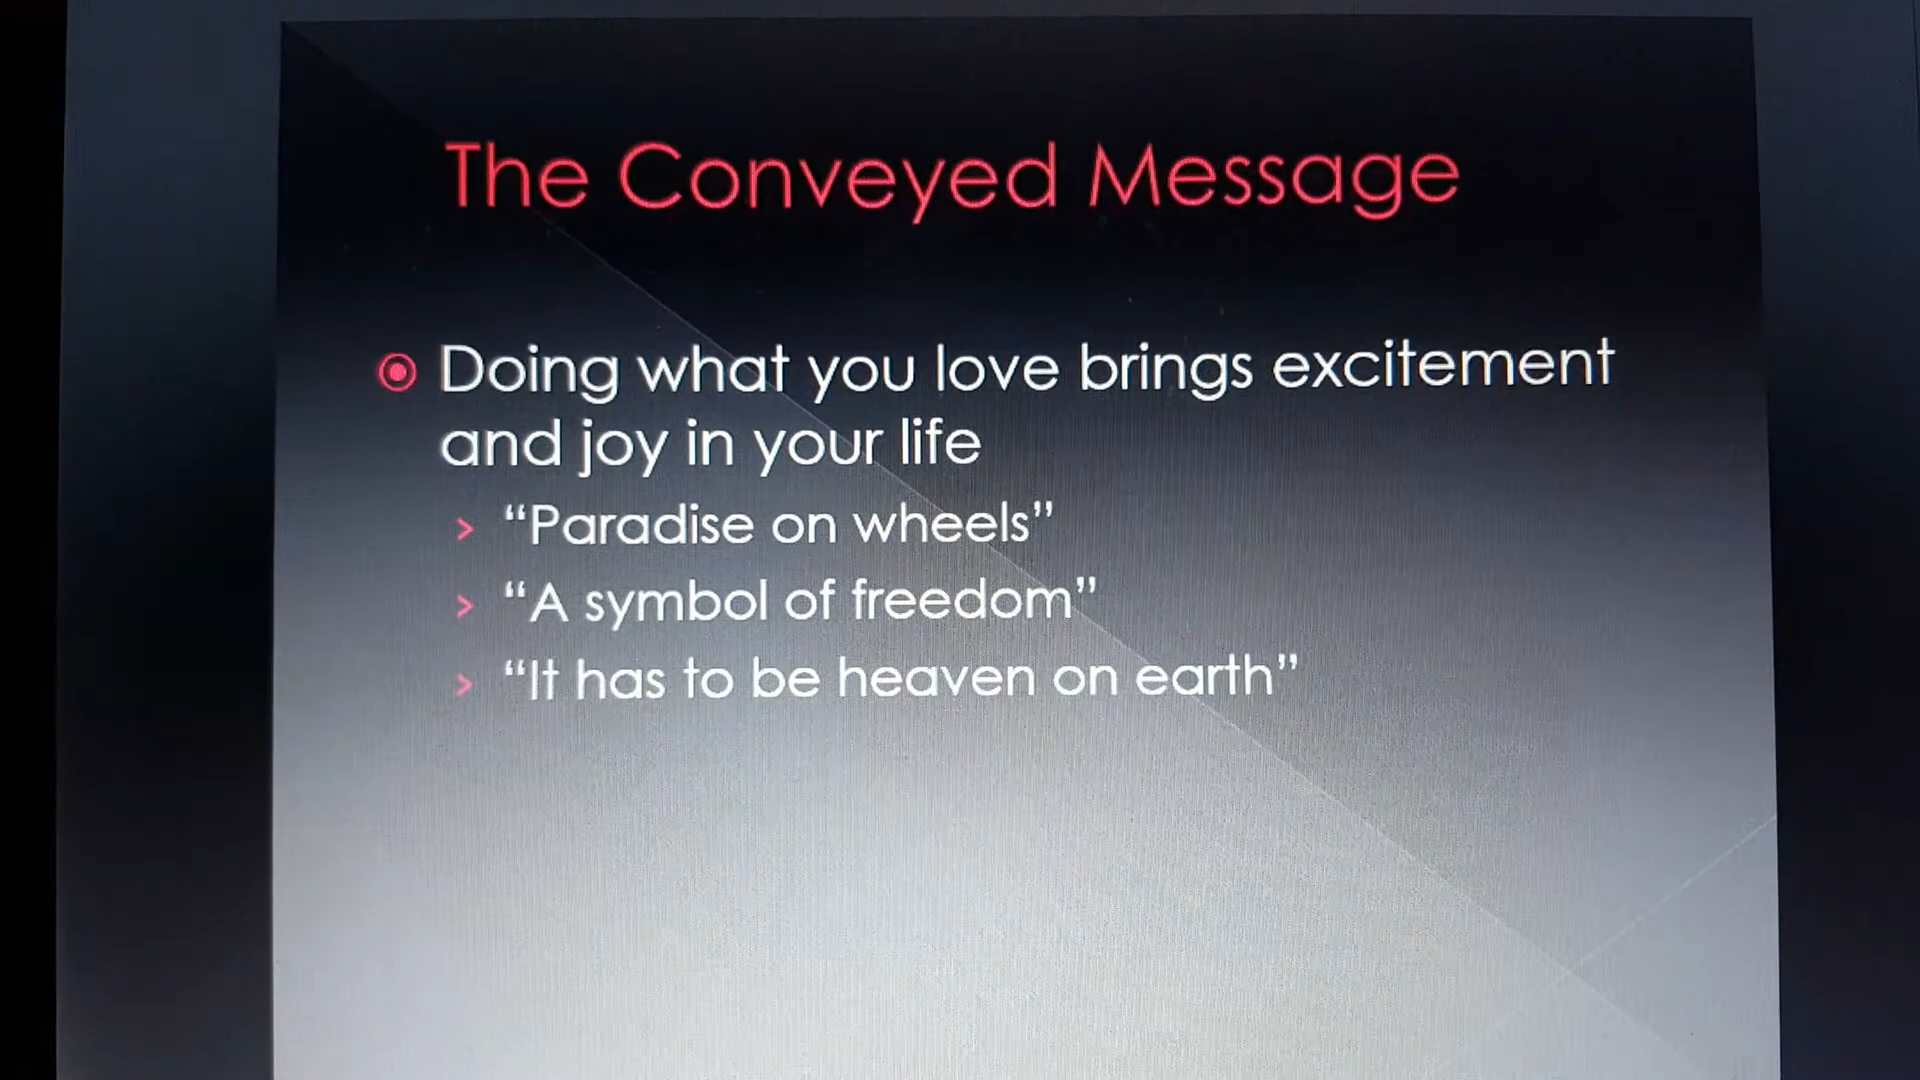 The Conveyed Message
Doing what you love brings excitement
and joy in your life
“Paradise on wheels”
“A symbol of freedom”
“It has to be heaven on earth”